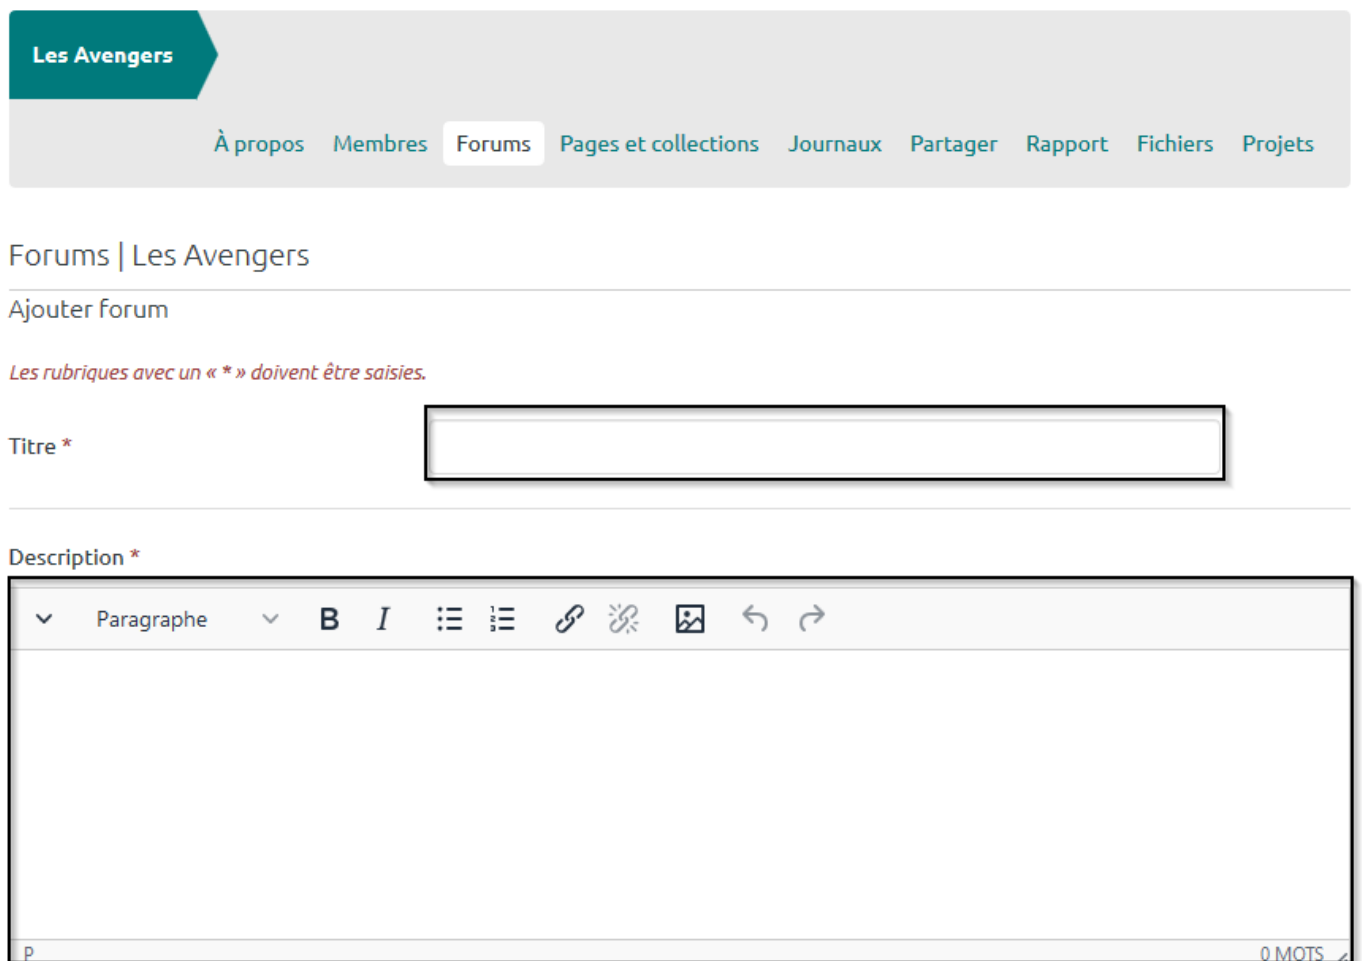 Les Avengers
À propos Membres Forums Pages et collections Journaux Partager Rapport Fichiers Projets
Forums | Les Avengers
Ajouter forum
Les rubriques avec un « * » doivent être saisies.
Titre *
Description *
Paragraphe B I
P 0 MOTS